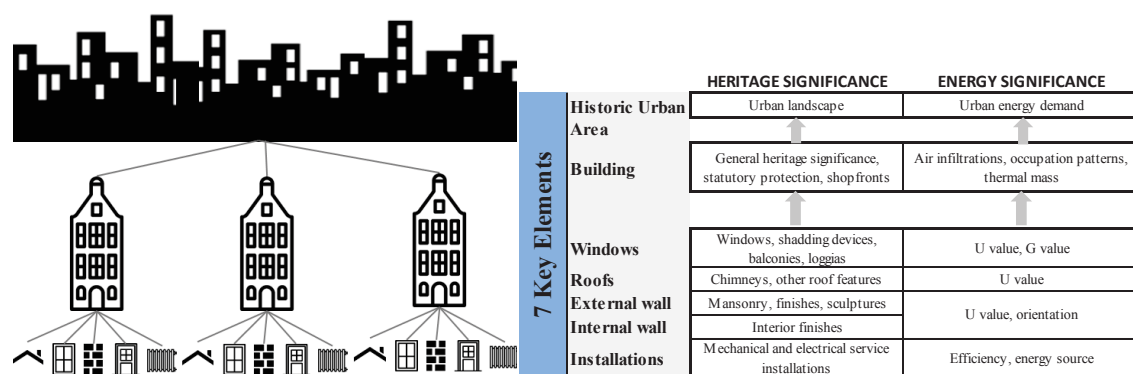 HERITAGE SIGNIFICANCE ENERGY SIGNIFICANCE
7 Key Elements
Historic Urban
Area
Urban landscape
Urban energy demand
Building
General heritage significance,
statutory protection, shopfronts
Air infiltrations, occupation patterns,
thermal mass
Windows
Windows, shadding devices,
balconies, loggias
U value, G value
Roofs
Chimneys, other roof features
U value
External wall
Mansonry, finishes, sculptures
U value, orientation
Internal wall
Interior finishes
Installations
Mechanical and electrical service
installations
Efficiency, energy source